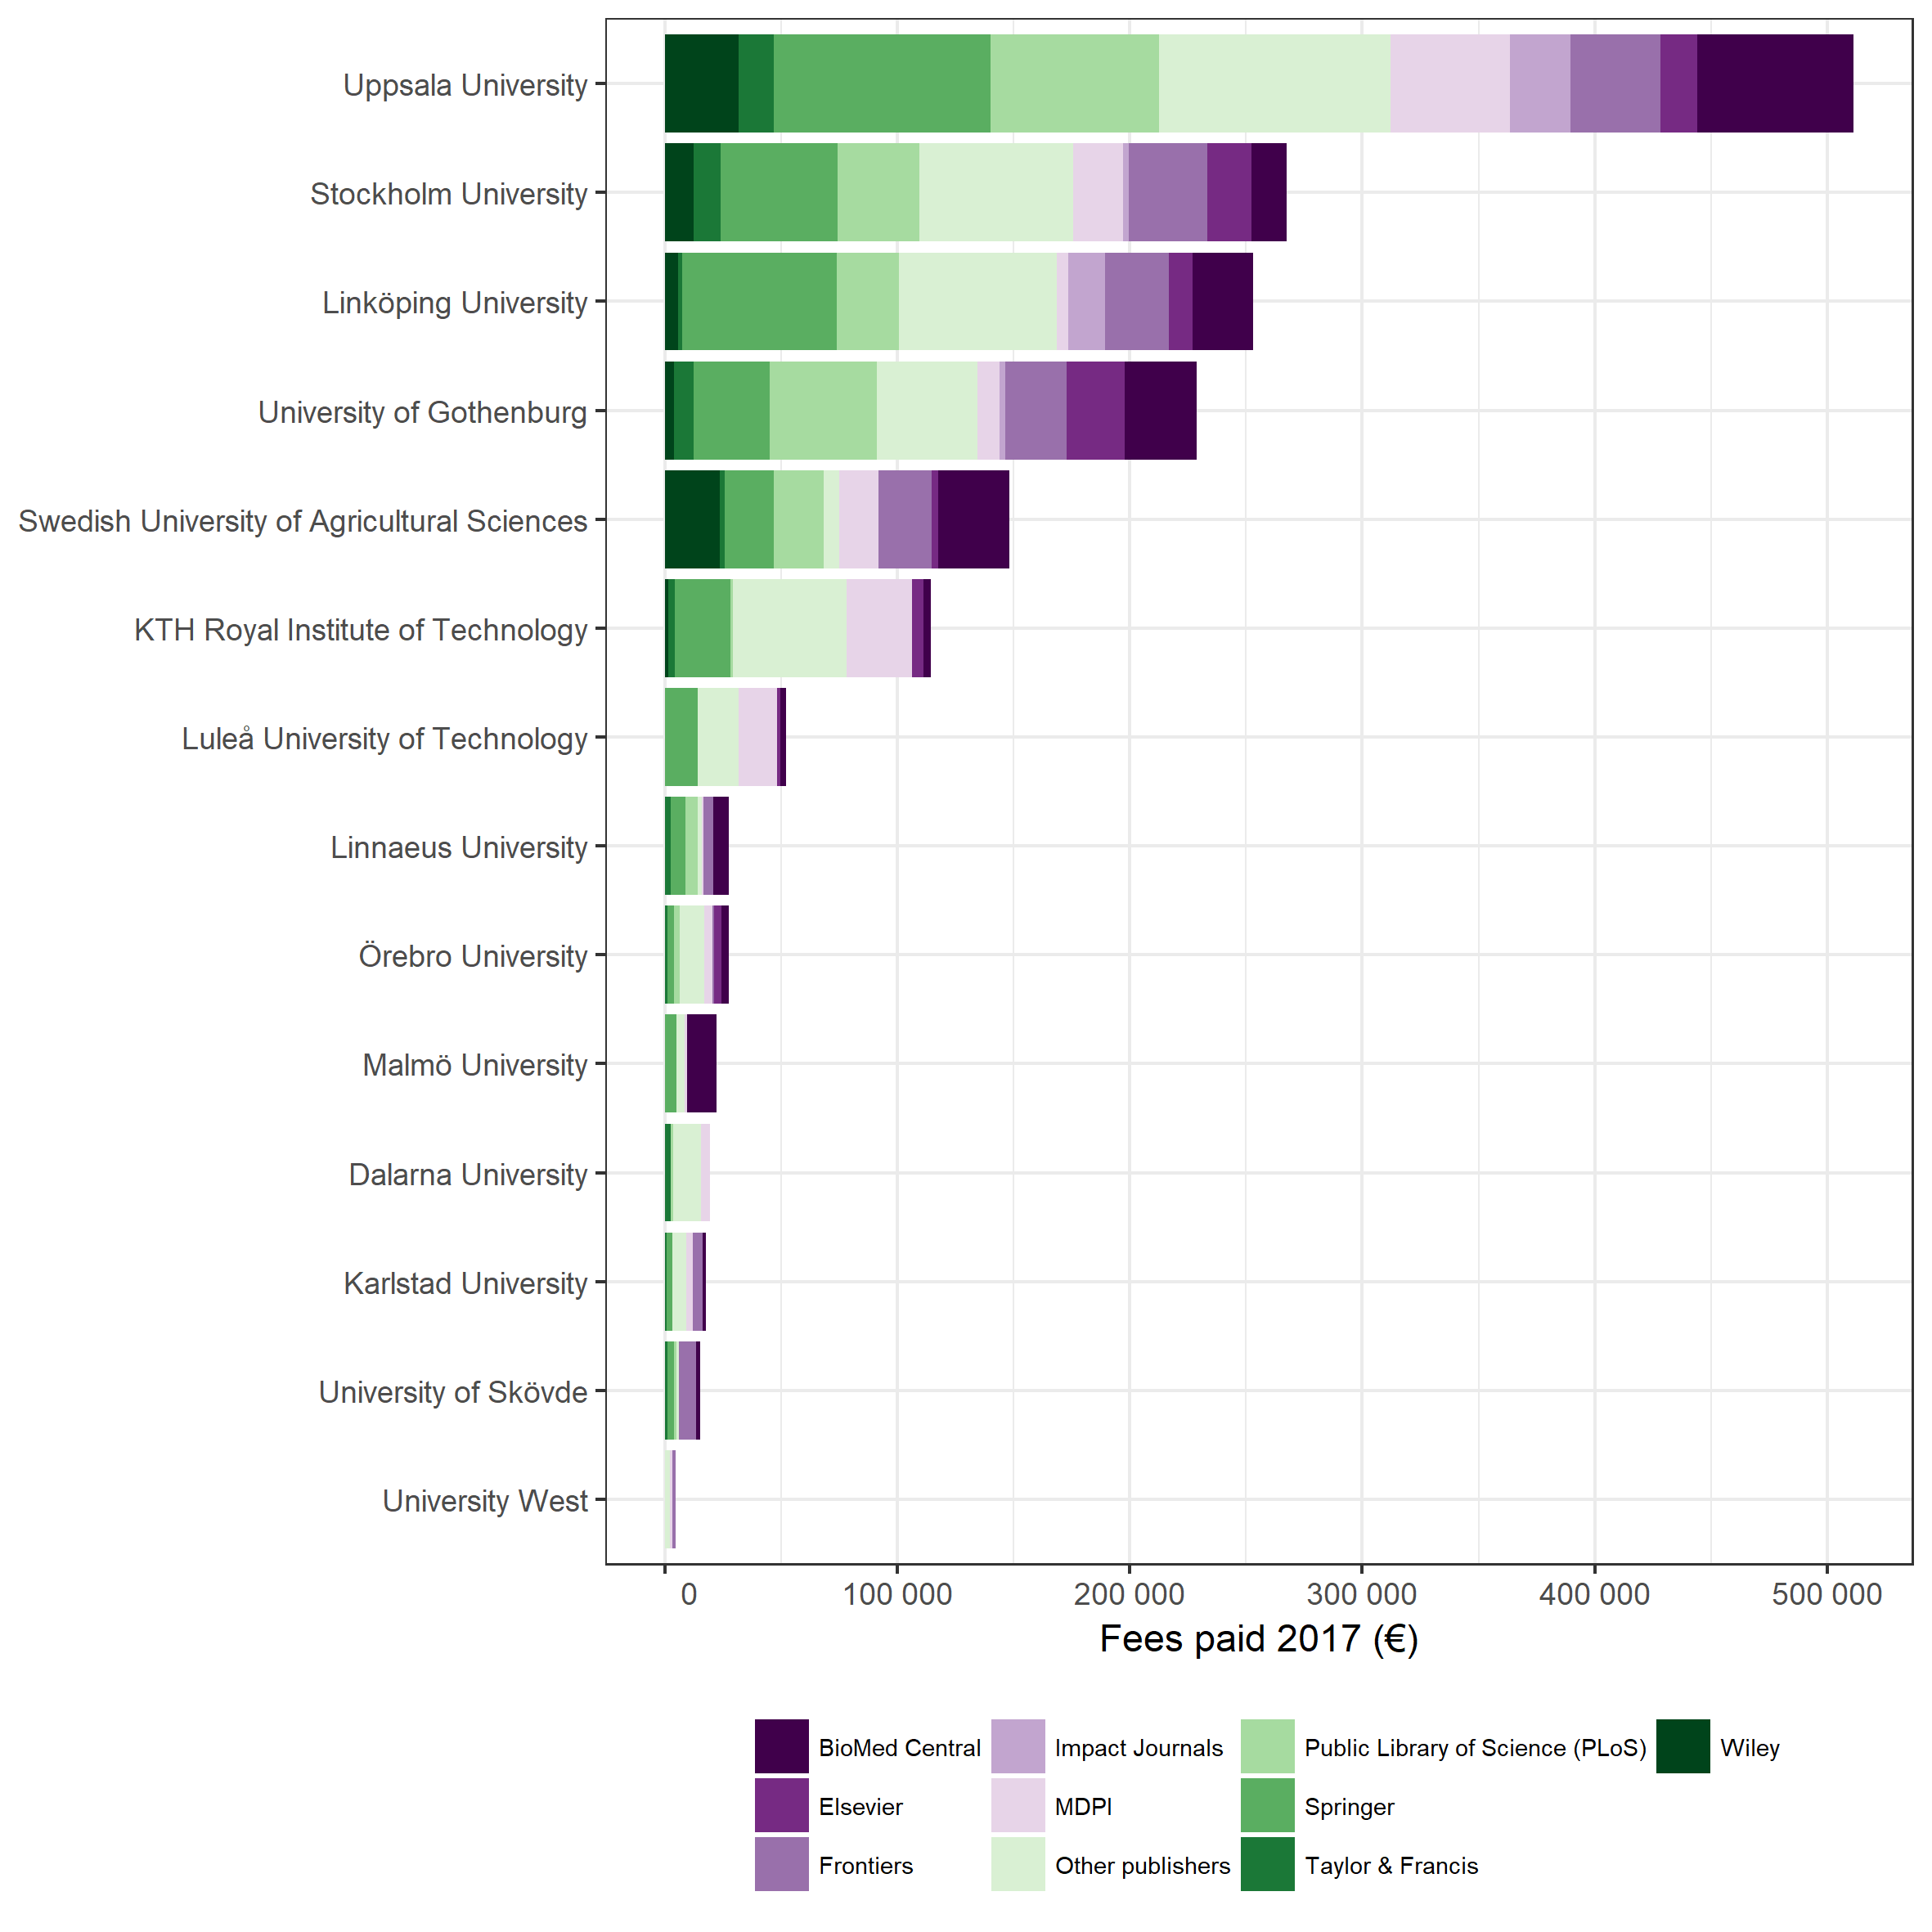 Uppsala University
Stockholm University
Linköping University
University of Gothenburg
Swedish University of Agricultural Sciences
KTH Royal Institute of Technology
Luleå University of Technology
Linnaeus University
Örebro University
Malmö University
Dalarna University
Karlstad University
University of Skövde
University West
0 100 000 200 000 300 000 400 000 500 000
Fees paid 2017 (€)
BioMed Central Impact Journals Public Library of Science (PLoS) Wiley
Elsevier MDPI Springer
Frontiers Other publishers Taylor & Francis